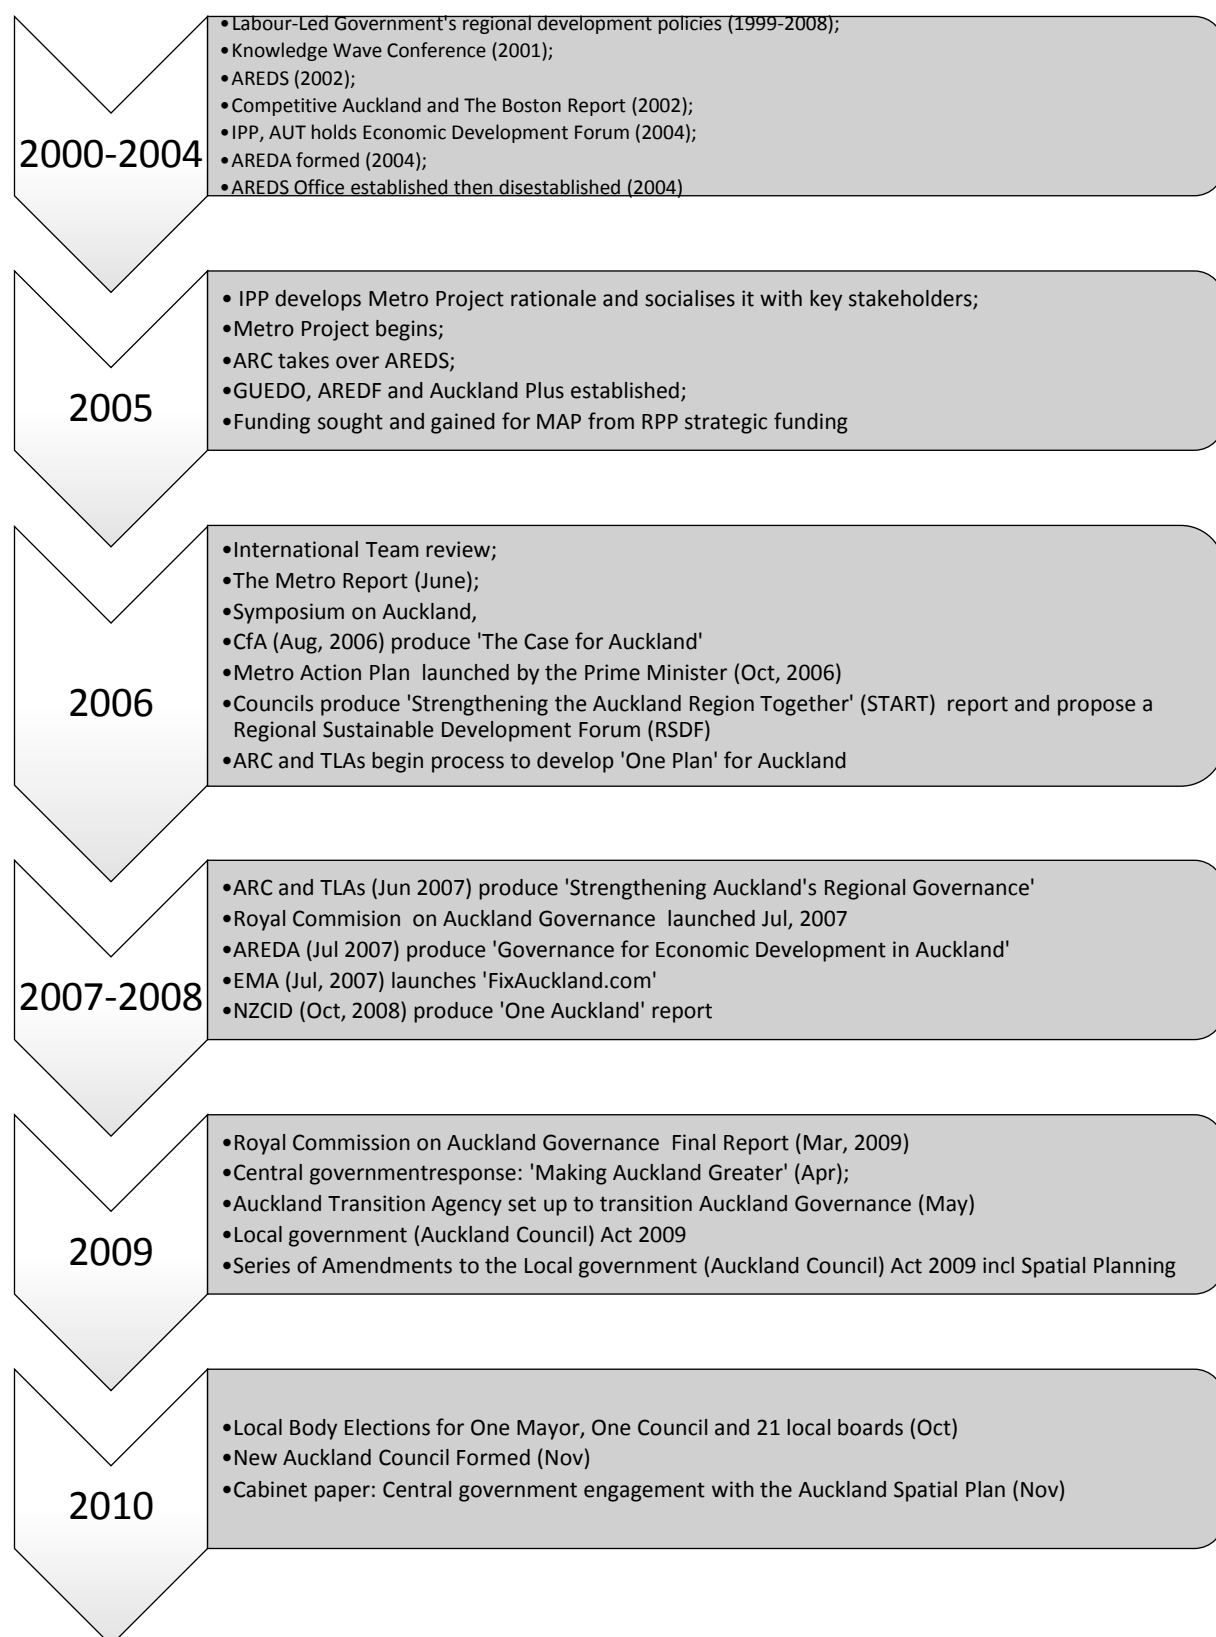 2000-2004
•Labour-Led Government's regional development policies (1999-2008);
•Knowledge Wave Conference (2001);
•AREDS (2002);
•Competitive Auckland and The Boston Report (2002);
•IPP, AUT holds Economic Development Forum (2004);
•AREDA formed (2004);
•AREDS Office established then disestablished (2004)
2005
• IPP develops Metro Project rationale and socialises it with key stakeholders;
•Metro Project begins;
•ARC takes over AREDS;
•GUEDO, AREDF and Auckland Plus established;
•Funding sought and gained for MAP from RPP strategic funding
2006
•International Team review;
•The Metro Report (June);
•Symposium on Auckland,
•CfA (Aug, 2006) produce 'The Case for Auckland'
•Metro Action Plan  launched by the Prime Minister (Oct, 2006)
•Councils produce 'Strengthening the Auckland Region Together' (START)  report and propose a
Regional Sustainable Development Forum (RSDF)
•ARC and TLAs begin process to develop 'One Plan' for Auckland
2007-2008
•ARC and TLAs (Jun 2007) produce 'Strengthening Auckland's Regional Governance'
•Royal Commision  on Auckland Governance  launched Jul, 2007
•AREDA (Jul 2007) produce 'Governance for Economic Development in Auckland'
•EMA (Jul, 2007) launches 'FixAuckland.com'
•NZCID (Oct, 2008) produce 'One Auckland' report
2009
•Royal Commission on Auckland Governance  Final Report (Mar, 2009)
•Central governmentresponse: 'Making Auckland Greater' (Apr);
•Auckland Transition Agency set up to transition Auckland Governance (May)
•Local government (Auckland Council) Act 2009
•Series of Amendments to the Local government (Auckland Council) Act 2009 incl Spatial Planning
2010
•Local Body Elections for One Mayor, One Council and 21 local boards (Oct)
•New Auckland Council Formed (Nov)
•Cabinet paper: Central government engagement with the Auckland Spatial Plan (Nov)